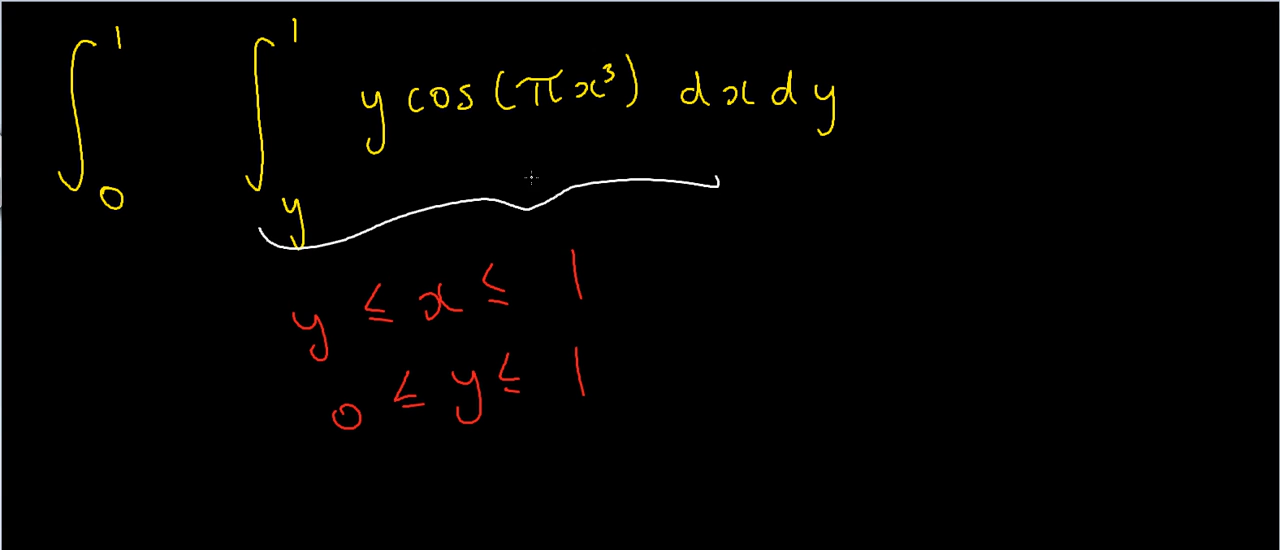 ∫₀¹ ∫ᵧ¹ y cos(πx³) dx dy
y ≤ x ≤ 1
0 ≤ y ≤ 1